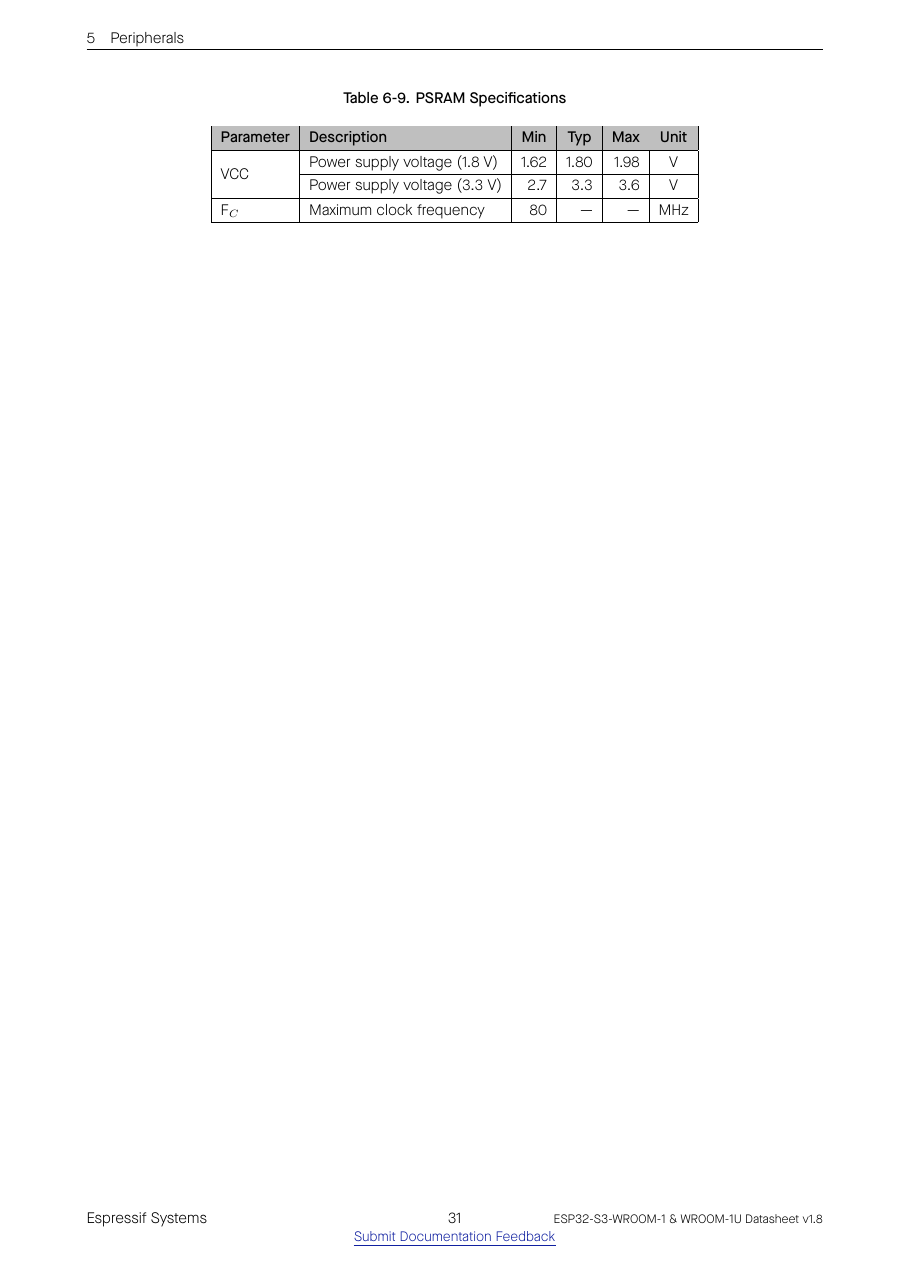 5 Peripherals
Table 6-9. PSRAM Specifications
Parameter Description Min Typ Max Unit
VCC Power supply voltage (1.8 V) 1.62 1.80 1.98 V
Power supply voltage (3.3 V) 2.7 3.3 3.6 V
FC Maximum clock frequency 80 — — MHz
Espressif Systems 31 ESP32-S3-WROOM-1 & WROOM-1U Datasheet v1.8
Submit Documentation Feedback